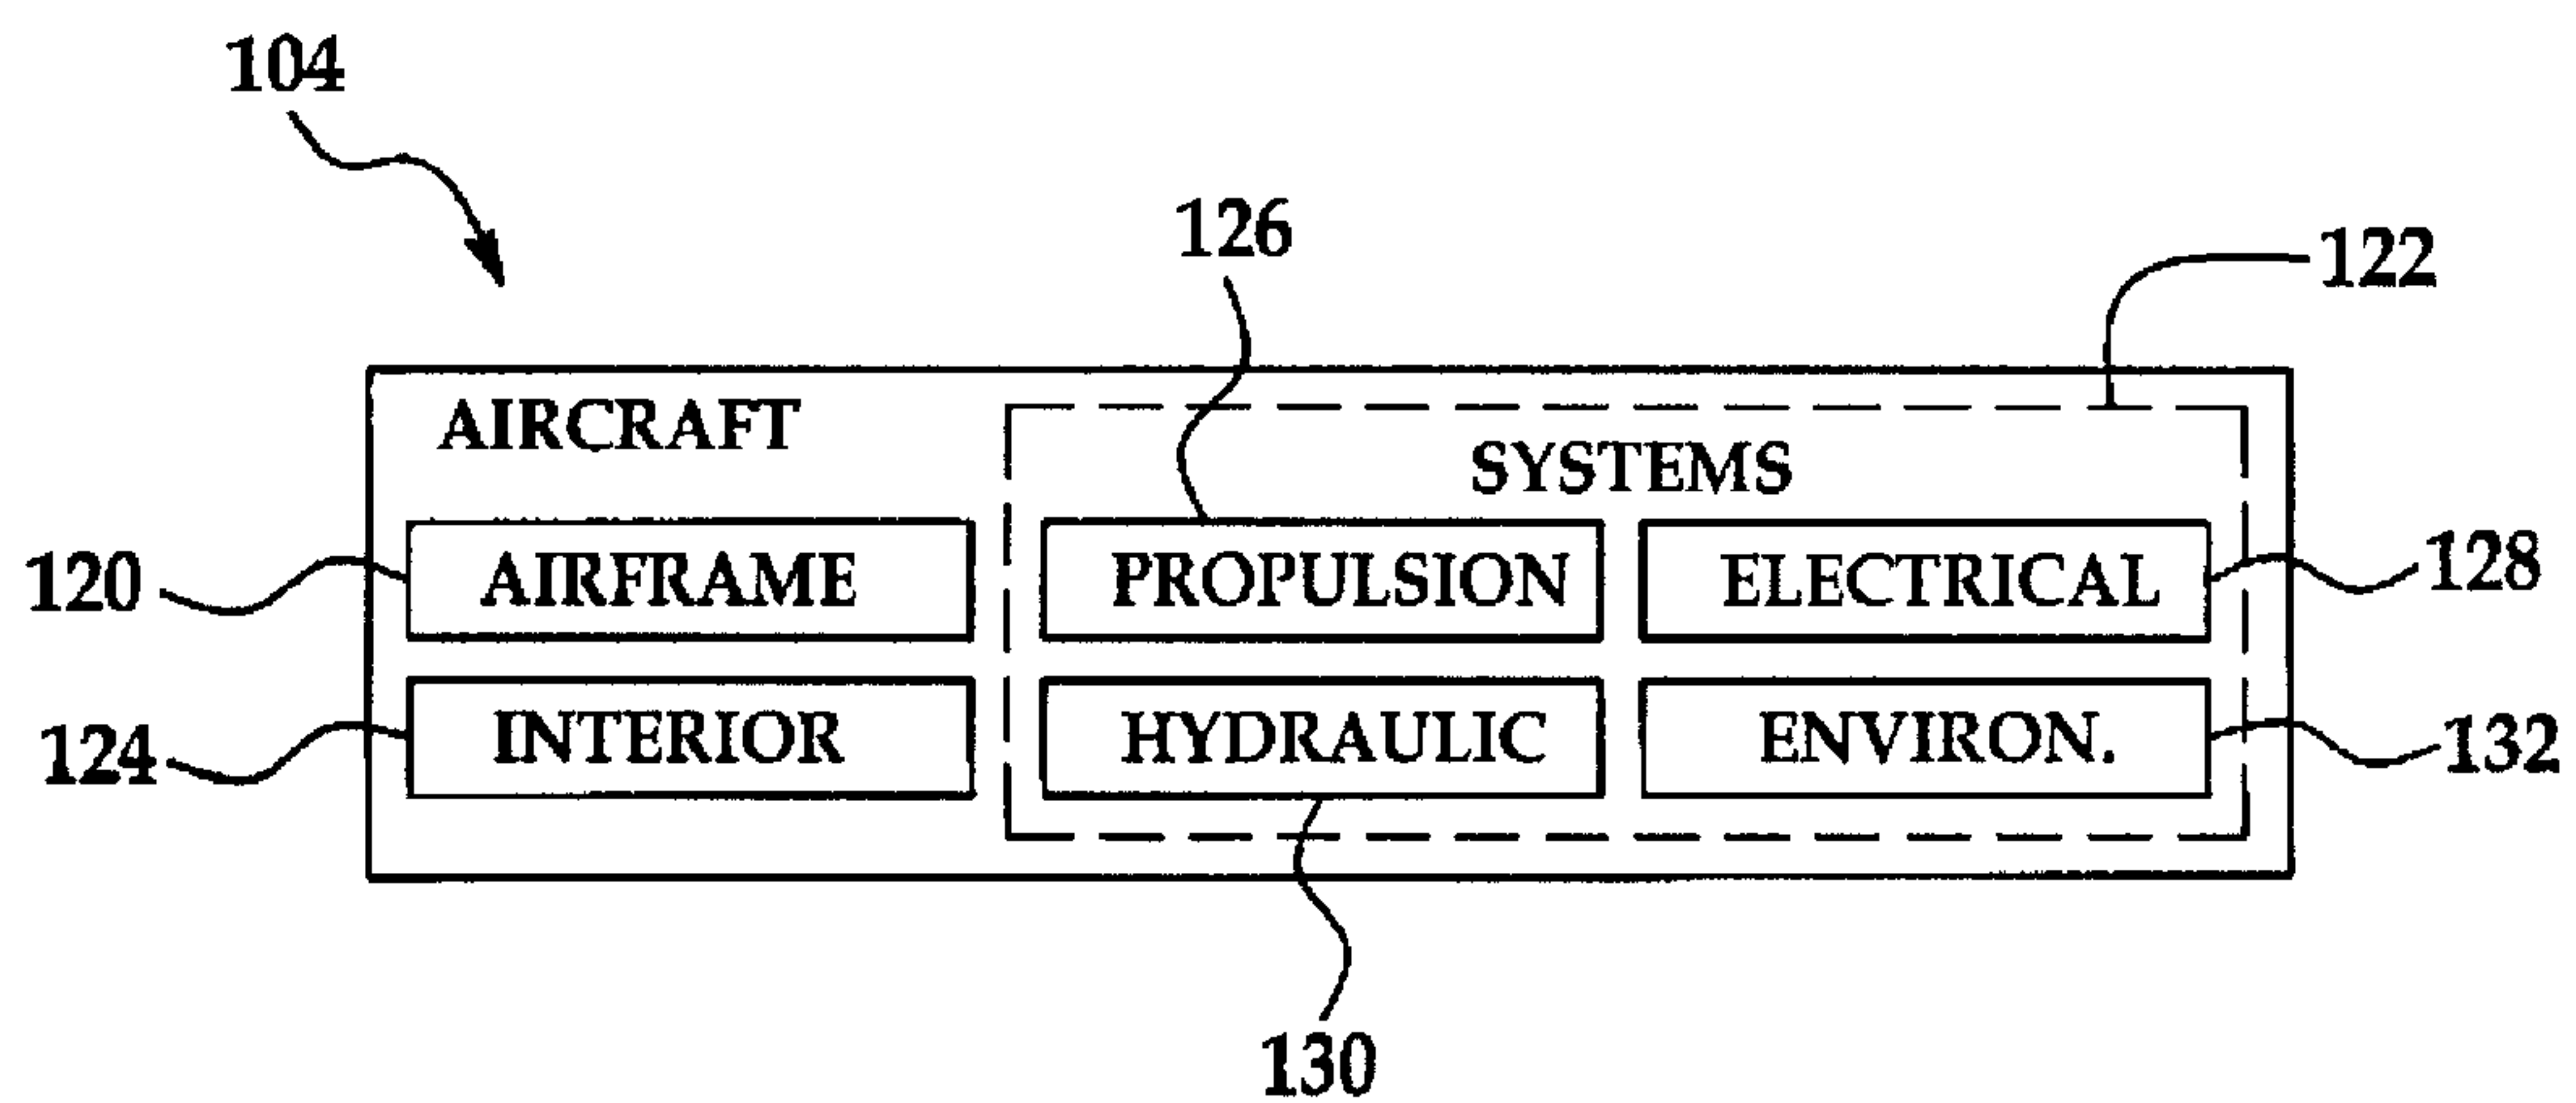 104
126
122
AIRCRAFT
SYSTEMS
120
AIRFRAME
PROPULSION
ELECTRICAL
128
124
INTERIOR
HYDRAULIC
ENVIRON.
132
130